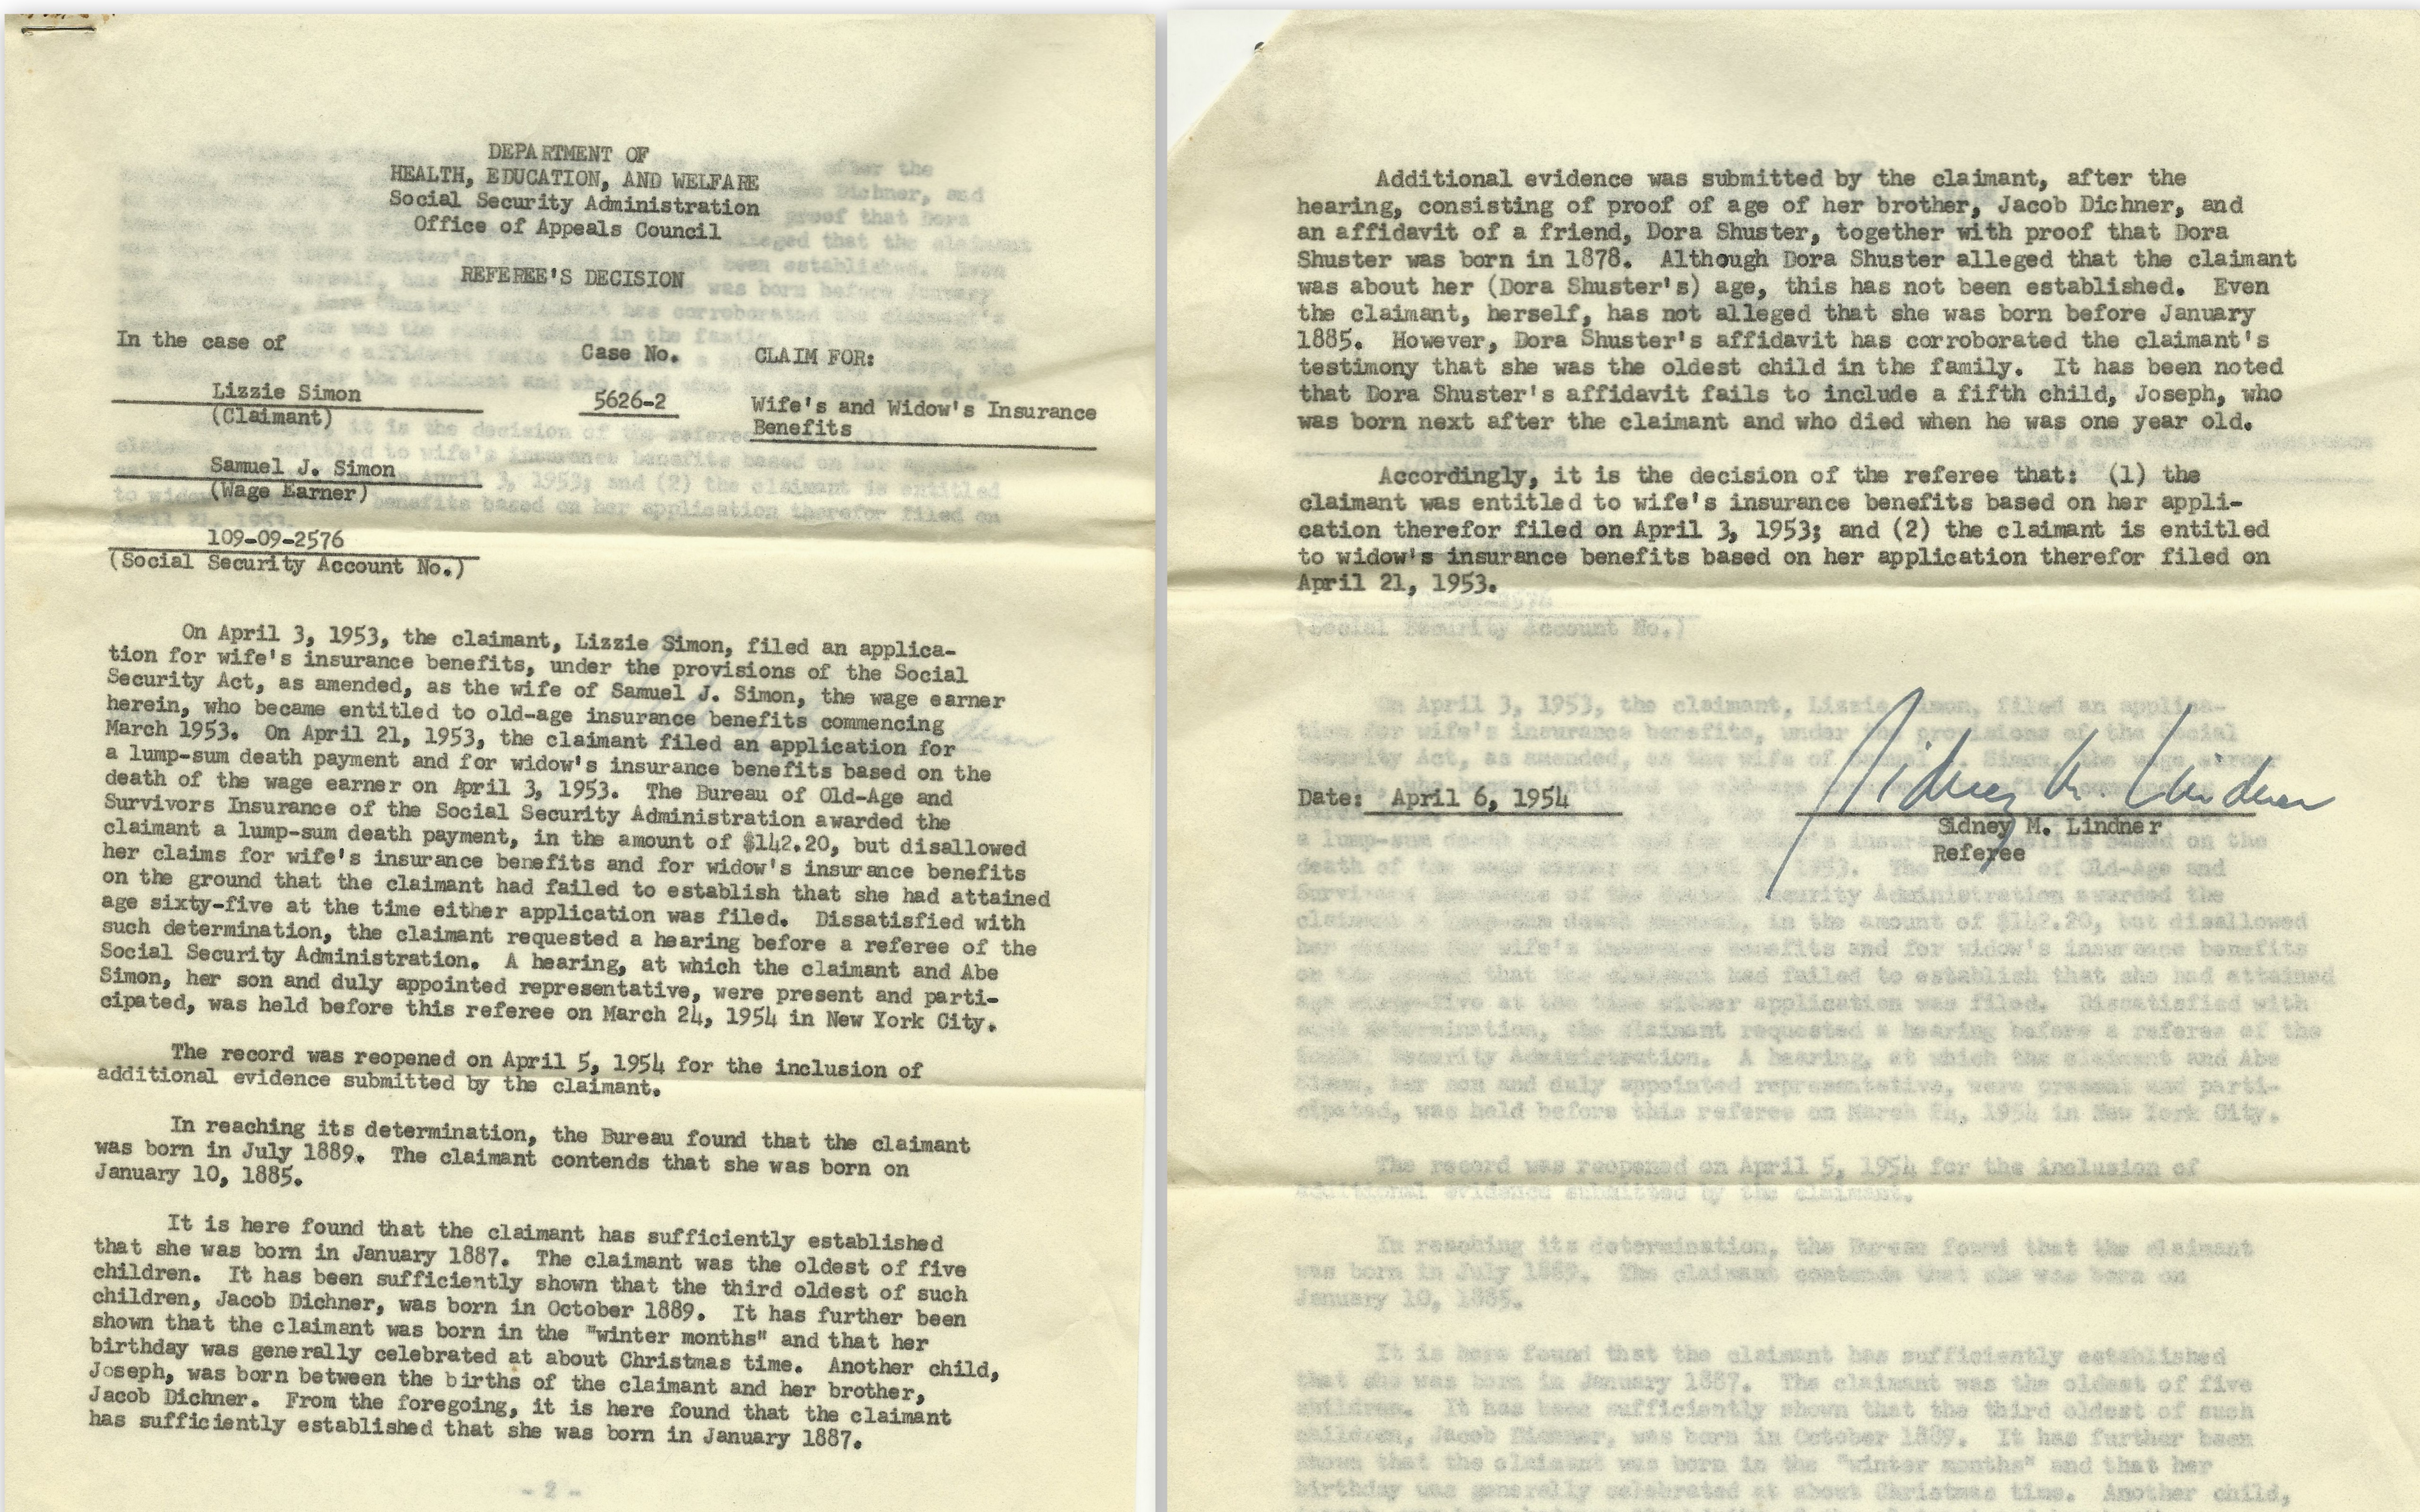 DEPARTMENT OF
HEALTH, EDUCATION, AND WELFARE
Social Security Administration
Office of Appeals Council
REFEREE'S DECISION
In the case of
Case No.
CLAIM FOR:
Lizzie Simon
(Claimant)
5626-2
Wife's and Widow's Insurance
Benefits
Samuel J. Simon
(Wage Earner)
109-09-2576
(Social Security Account No.)
On April 3, 1953, the claimant, Lizzie Simon, filed an applica-
tion for wife's insurance benefits, under the provisions of the Social
Security Act, as amended, as the wife of Samuel J. Simon, the wage earner
herein, who became entitled to old-age insurance benefits commencing
March 1953. On April 21, 1953, the claimant filed an application for
a lump-sum death payment and for widow's insurance benefits based on the
death of the wage earner on April 3, 1953. The Bureau of Old-Age and
Survivors Insurance of the Social Security Administration awarded the
claimant a lump-sum death payment, in the amount of $142.20, but disallowed
her claims for wife's insurance benefits and for widow's insurance benefits
on the ground that the claimant had failed to establish that she had attained
age sixty-five at the time either application was filed. Dissatisfied with
such determination, the claimant requested a hearing before a referee of the
Social Security Administration. A hearing, at which the claimant and Abe
Simon, her son and duly appointed representative, were present and parti-
cipated, was held before this referee on March 24, 1954 in New York City.
The record was reopened on April 5, 1954 for the inclusion of
additional evidence submitted by the claimant.
In reaching its determination, the Bureau found that the claimant
was born in July 1889. The claimant contends that she was born on
January 10, 1885.
It is here found that the claimant has sufficiently established
that she was born in January 1887. The claimant was the oldest of five
children. It has been sufficiently shown that the third oldest of such
children, Jacob Dichner, was born in October 1889. It has further been
shown that the claimant was born in the "winter months" and that her
birthday was generally celebrated at about Christmas time. Another child,
Joseph, was born between the births of the claimant and her brother,
Jacob Dichner. From the foregoing, it is here found that the claimant
has sufficiently established that she was born in January 1887.
- 2 -
Additional evidence was submitted by the claimant, after the
hearing, consisting of proof of age of her brother, Jacob Dichner, and
an affidavit of a friend, Dora Shuster, together with proof that Dora
Shuster was born in 1878. Although Dora Shuster alleged that the claimant
was about her (Dora Shuster's) age, this has not been established. Even
the claimant, herself, has not alleged that she was born before January
1885. However, Dora Shuster's affidavit has corroborated the claimant's
testimony that she was the oldest child in the family. It has been noted
that Dora Shuster's affidavit fails to include a fifth child, Joseph, who
was born next after the claimant and who died when he was one year old.
Accordingly, it is the decision of the referee that: (1) the
claimant was entitled to wife's insurance benefits based on her appli-
cation therefor filed on April 3, 1953; and (2) the claimant is entitled
to widow's insurance benefits based on her application therefor filed on
April 21, 1953.
Sidney M. Lindner
Date: April 6, 1954
Sidney M. Lindner
Referee